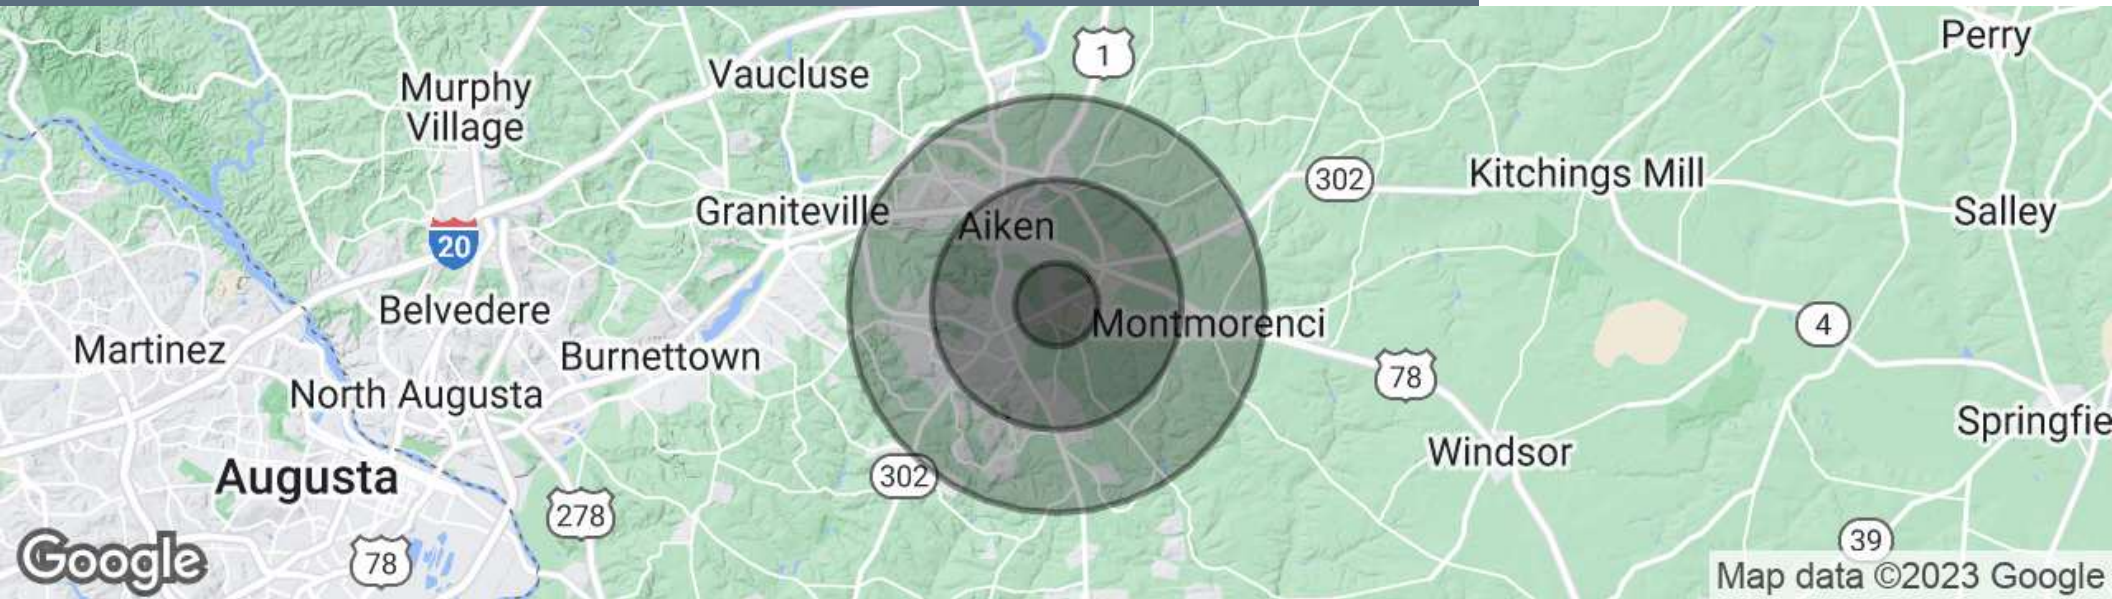 Perry
1
Vaucluse
Murphy
Village
302
Kitchings Mill
Graniteville
Salley
Aiken
20
Belvedere
Montmorenci
4
Martinez
Burnettown
78
North Augusta
Springfie
Windsor
Augusta
302
278
39
Google
78
Map data ©2023 Google